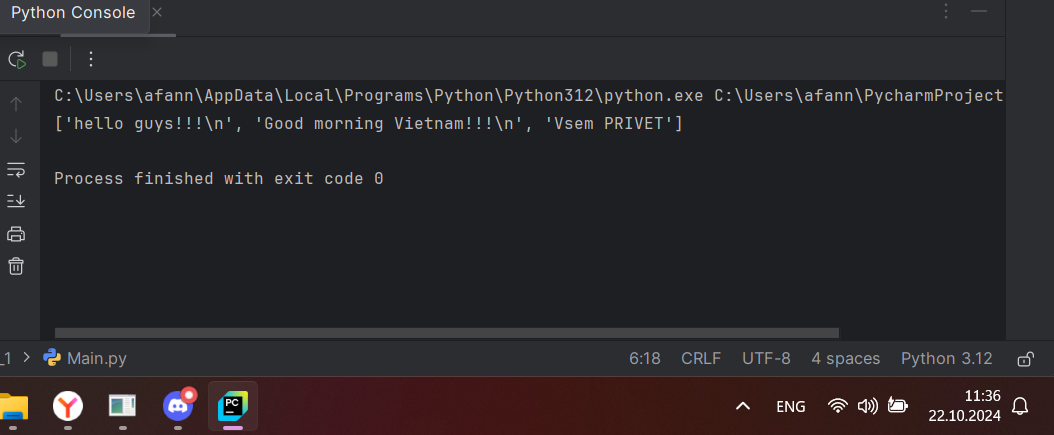 Python Console
C:\Users\afann\AppData\Local\Programs\Python\Python312\python.exe C:\Users\afann\PycharmProject
['hello guys!!!\n', 'Good morning Vietnam!!!\n', 'Vsem PRIVET']
Process finished with exit code 0
_1 > Main.py 6:18 CRLF UTF-8 4 spaces Python 3.12
PC ENG 11:36
22.10.2024